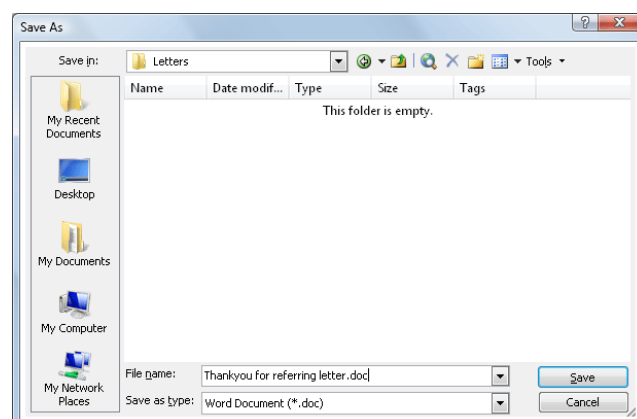 Save As
Save in:
Letters
Tools
Name Date modif... Type Size Tags
This folder is empty.
My Recent
Documents
Desktop
My Documents
My Computer
My Network
Places
File name:
Thankyou for referring letter.doc
Save
Save as type:
Word Document (*.doc)
Cancel